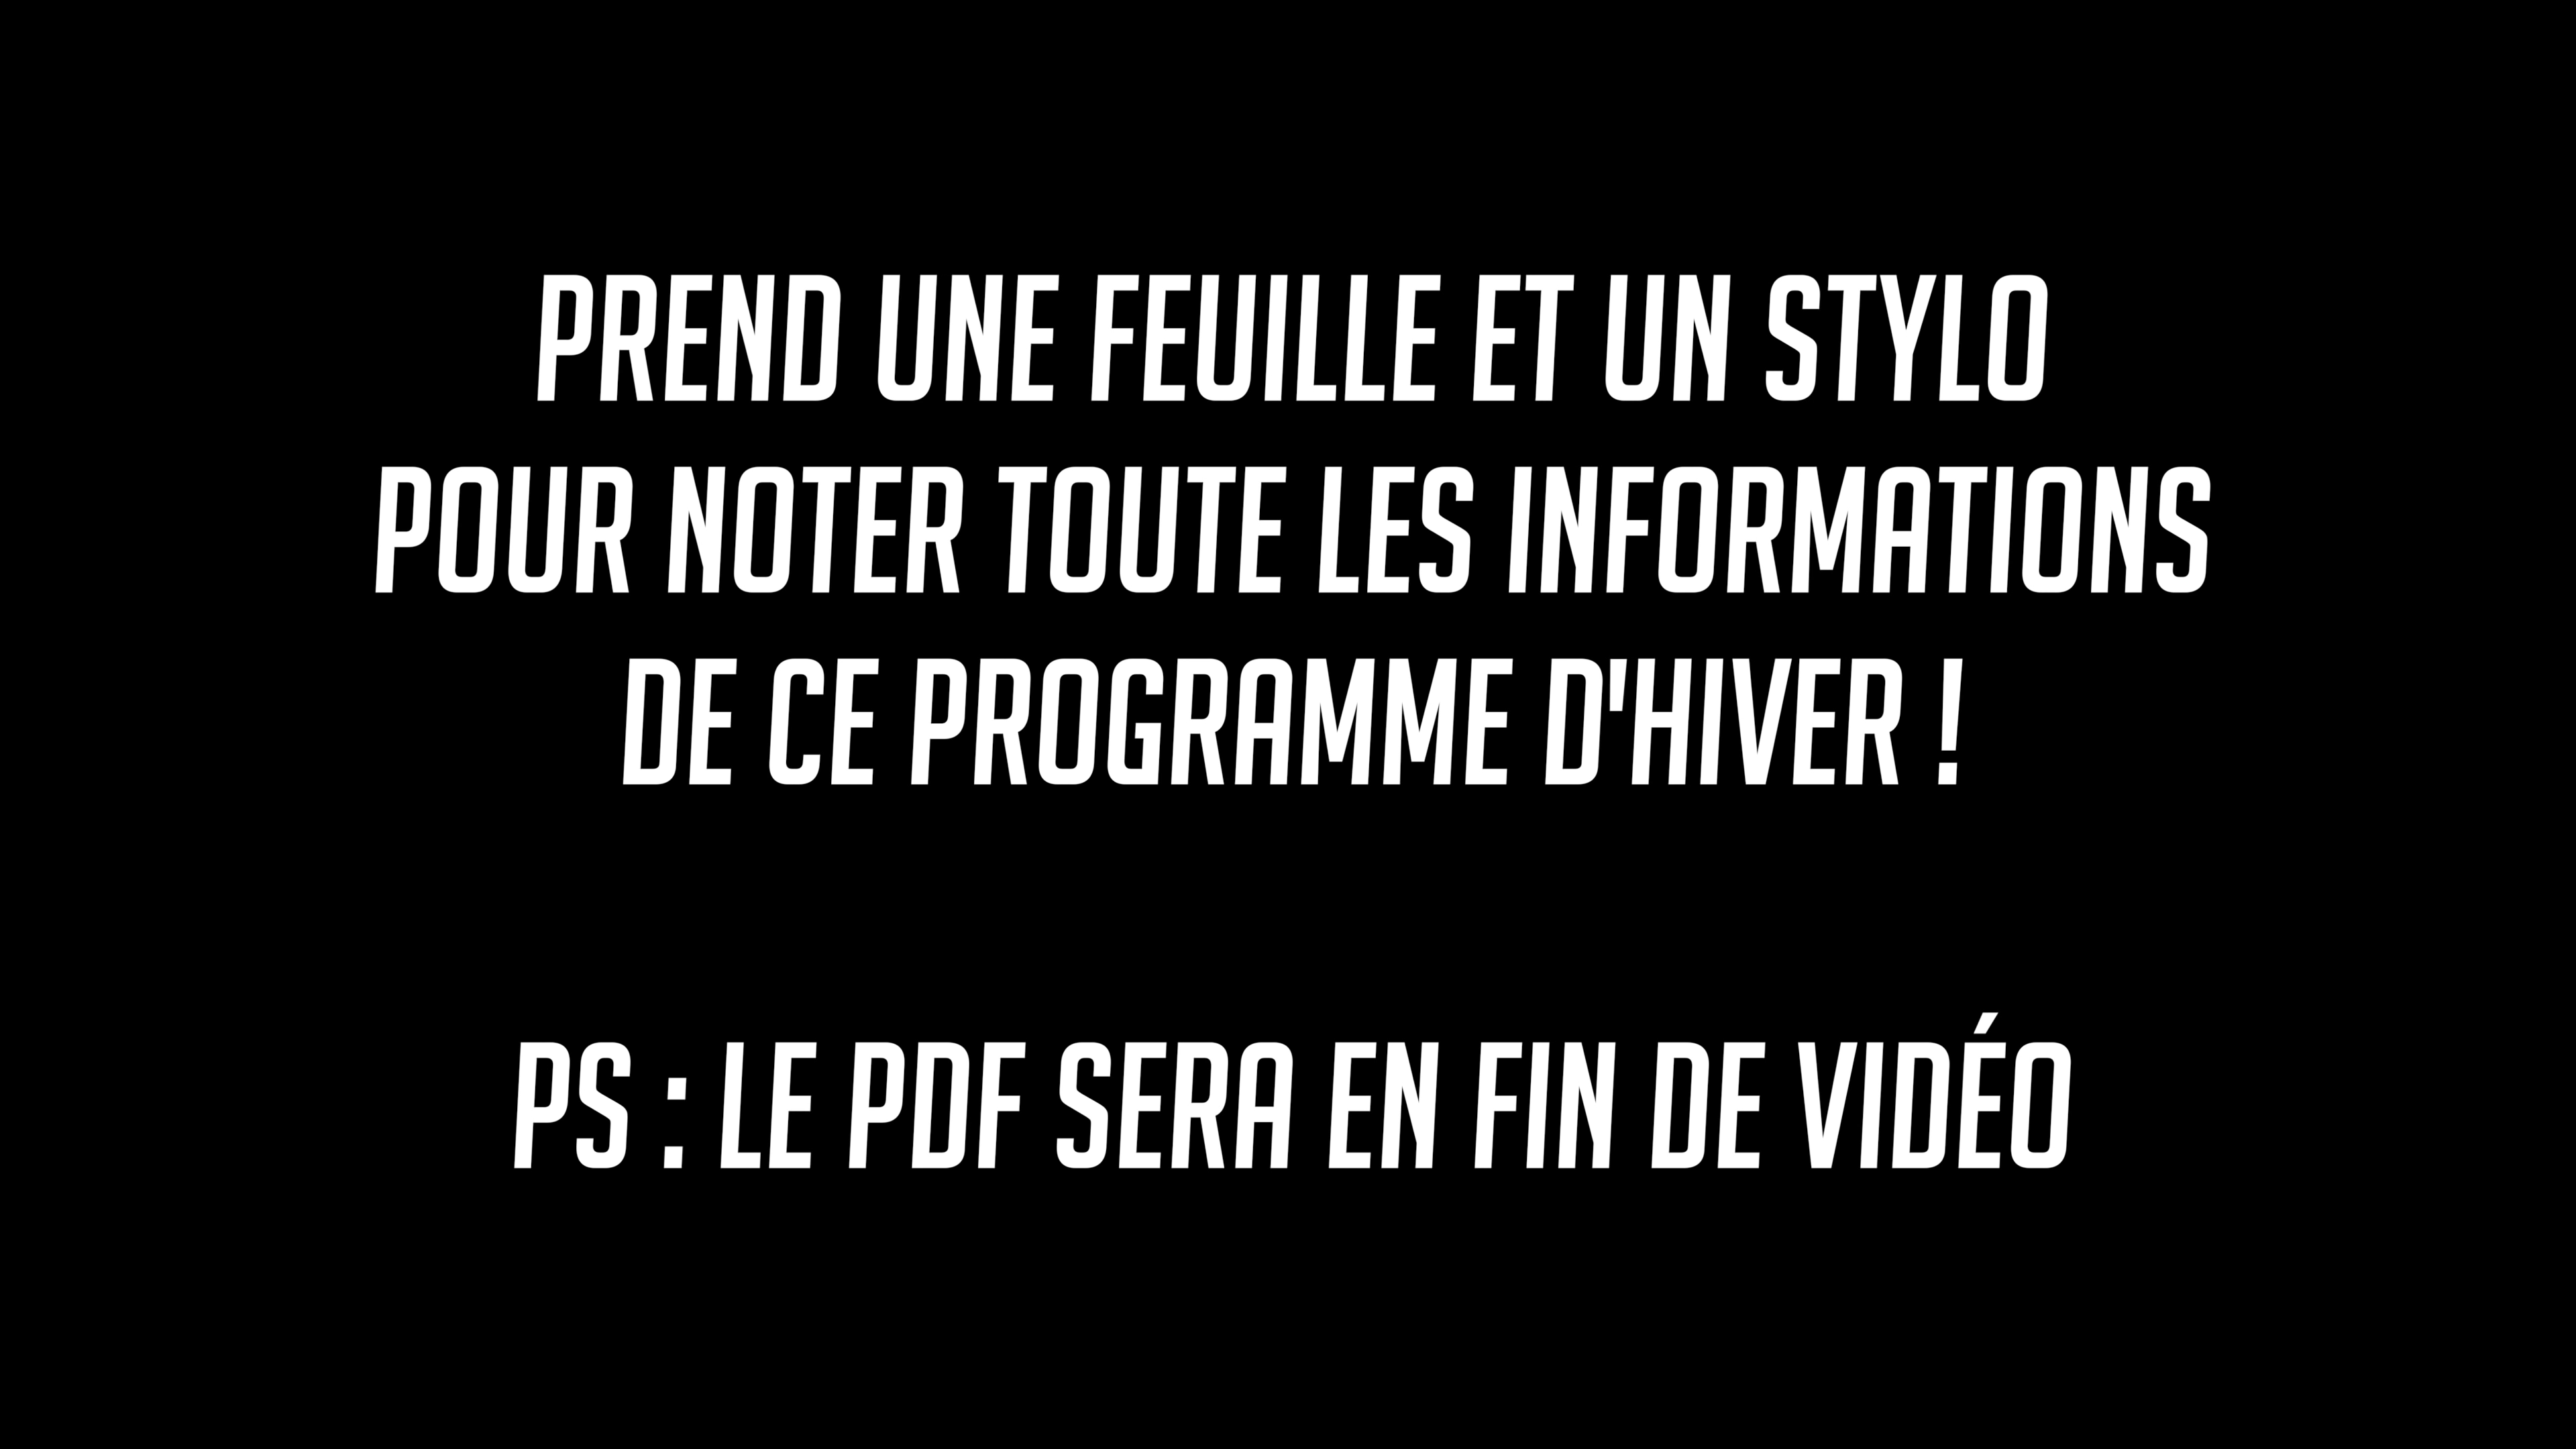 PREND UNE FEUILLE ET UN STYLO
POUR NOTER TOUTE LES INFORMATIONS
DE CE PROGRAMME D'HIVER !
PS : LE PDF SERA EN FIN DE VIDÉO